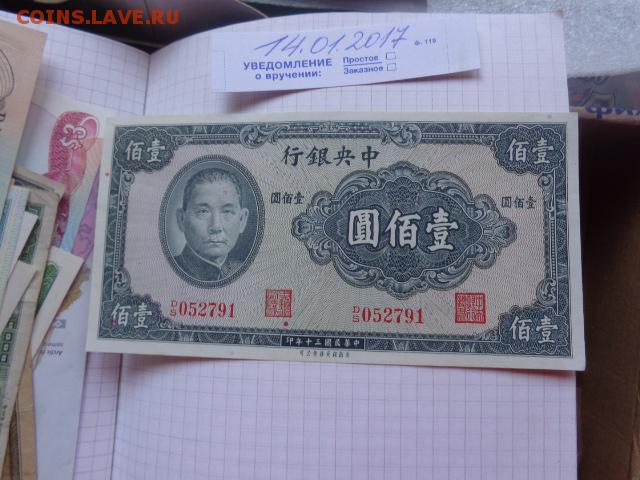 COINS.LAVE.RU
14.01.2017
Ф. 119
УВЕДОМЛЕНИЕ
о вручении:
Простое
Заказное
行銀央中
佰壹
壹佰
圓佰壹
圓佰壹
圓佰壹
D/S 052791
D/S 052791
佰壹
壹佰
印年十三國民華中